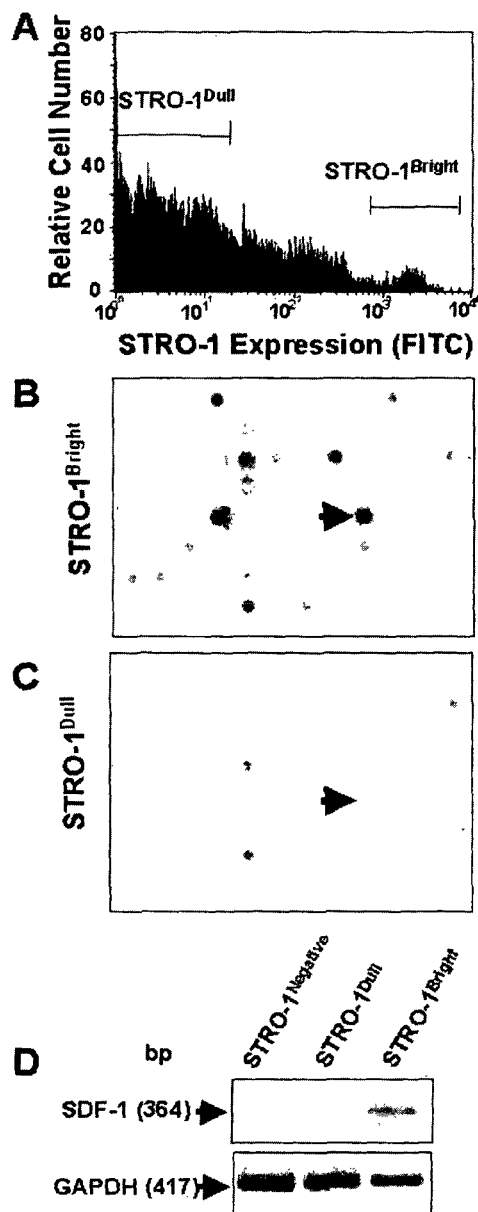 A
Relative Cell Number
80
60
40
20
0
STRO-1Dull
STRO-1Bright
10⁰ 10¹ 10² 10³ 10⁴
STRO-1 Expression (FITC)
B
STRO-1Bright
C
STRO-1Dull
D
bp
STRO-1Negative
STRO-1Dull
STRO-1Bright
SDF-1 (364)
GAPDH (417)